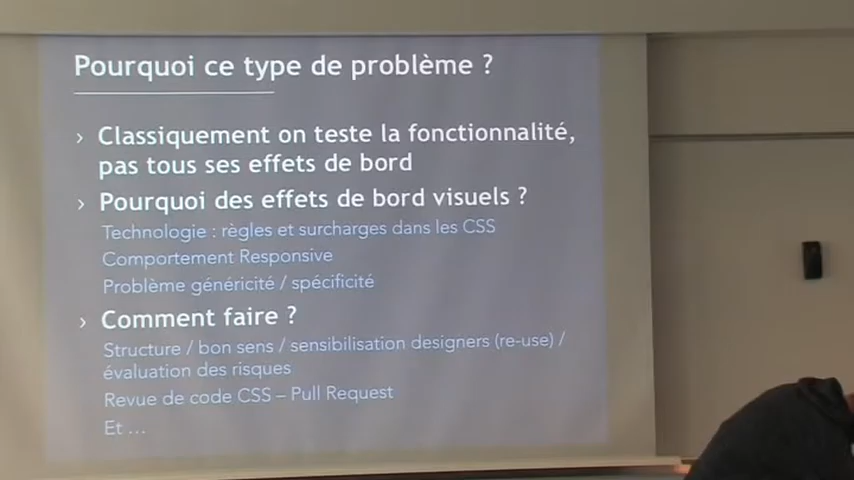 Pourquoi ce type de problème ?
› Classiquement on teste la fonctionnalité,
pas tous ses effets de bord
› Pourquoi des effets de bord visuels ?
Technologie : règles et surcharges dans les CSS
Comportement Responsive
Problème généricité / spécificité
› Comment faire ?
Structure / bon sens / sensibilisation designers (re-use) /
évaluation des risques
Revue de code CSS – Pull Request
Et ...